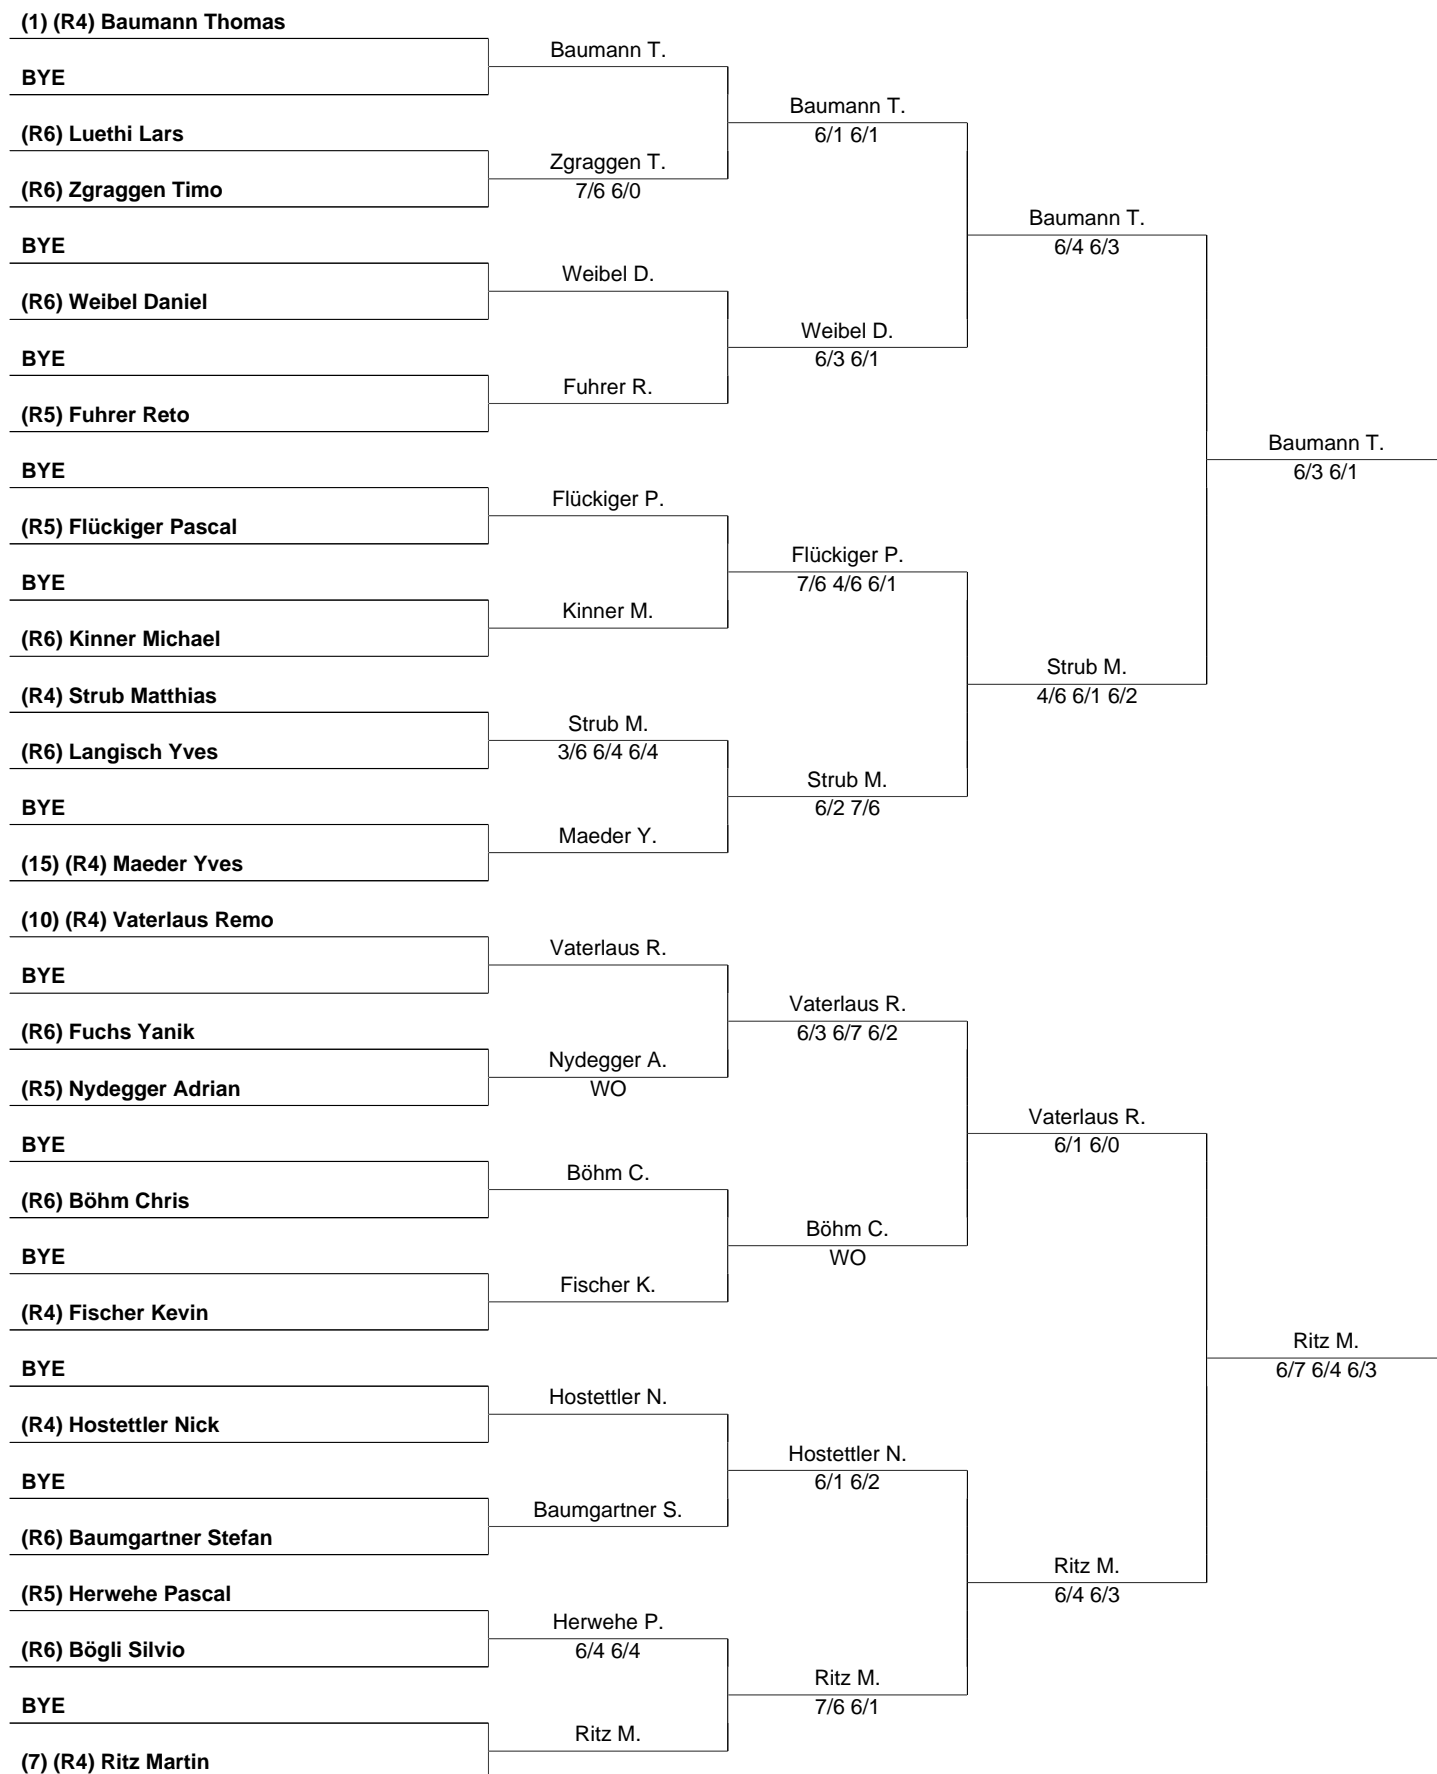 (1) (R4) Baumann Thomas
BYE
(R6) Luethi Lars
(R6) Zgraggen Timo
BYE
(R6) Weibel Daniel
BYE
(R5) Fuhrer Reto
BYE
(R5) Flückiger Pascal
BYE
(R6) Kinner Michael
(R4) Strub Matthias
(R6) Langisch Yves
BYE
(15) (R4) Maeder Yves
(10) (R4) Vaterlaus Remo
BYE
(R6) Fuchs Yanik
(R5) Nydegger Adrian
BYE
(R6) Böhm Chris
BYE
(R4) Fischer Kevin
BYE
(R4) Hostettler Nick
BYE
(R6) Baumgartner Stefan
(R5) Herwehe Pascal
(R6) Bögli Silvio
BYE
(7) (R4) Ritz Martin
Baumann T.
Zgraggen T.
7/6 6/0
Weibel D.
Fuhrer R.
Flückiger P.
Kinner M.
Strub M.
3/6 6/4 6/4
Maeder Y.
Vaterlaus R.
Nydegger A.
WO
Böhm C.
Fischer K.
Hostettler N.
Baumgartner S.
Herwehe P.
6/4 6/4
Ritz M.
Baumann T.
6/1 6/1
Weibel D.
6/3 6/1
Flückiger P.
7/6 4/6 6/1
Strub M.
6/2 7/6
Vaterlaus R.
6/3 6/7 6/2
Böhm C.
WO
Hostettler N.
6/1 6/2
Ritz M.
7/6 6/1
Baumann T.
6/4 6/3
Strub M.
4/6 6/1 6/2
Vaterlaus R.
6/1 6/0
Ritz M.
6/4 6/3
Baumann T.
6/3 6/1
Ritz M.
6/7 6/4 6/3